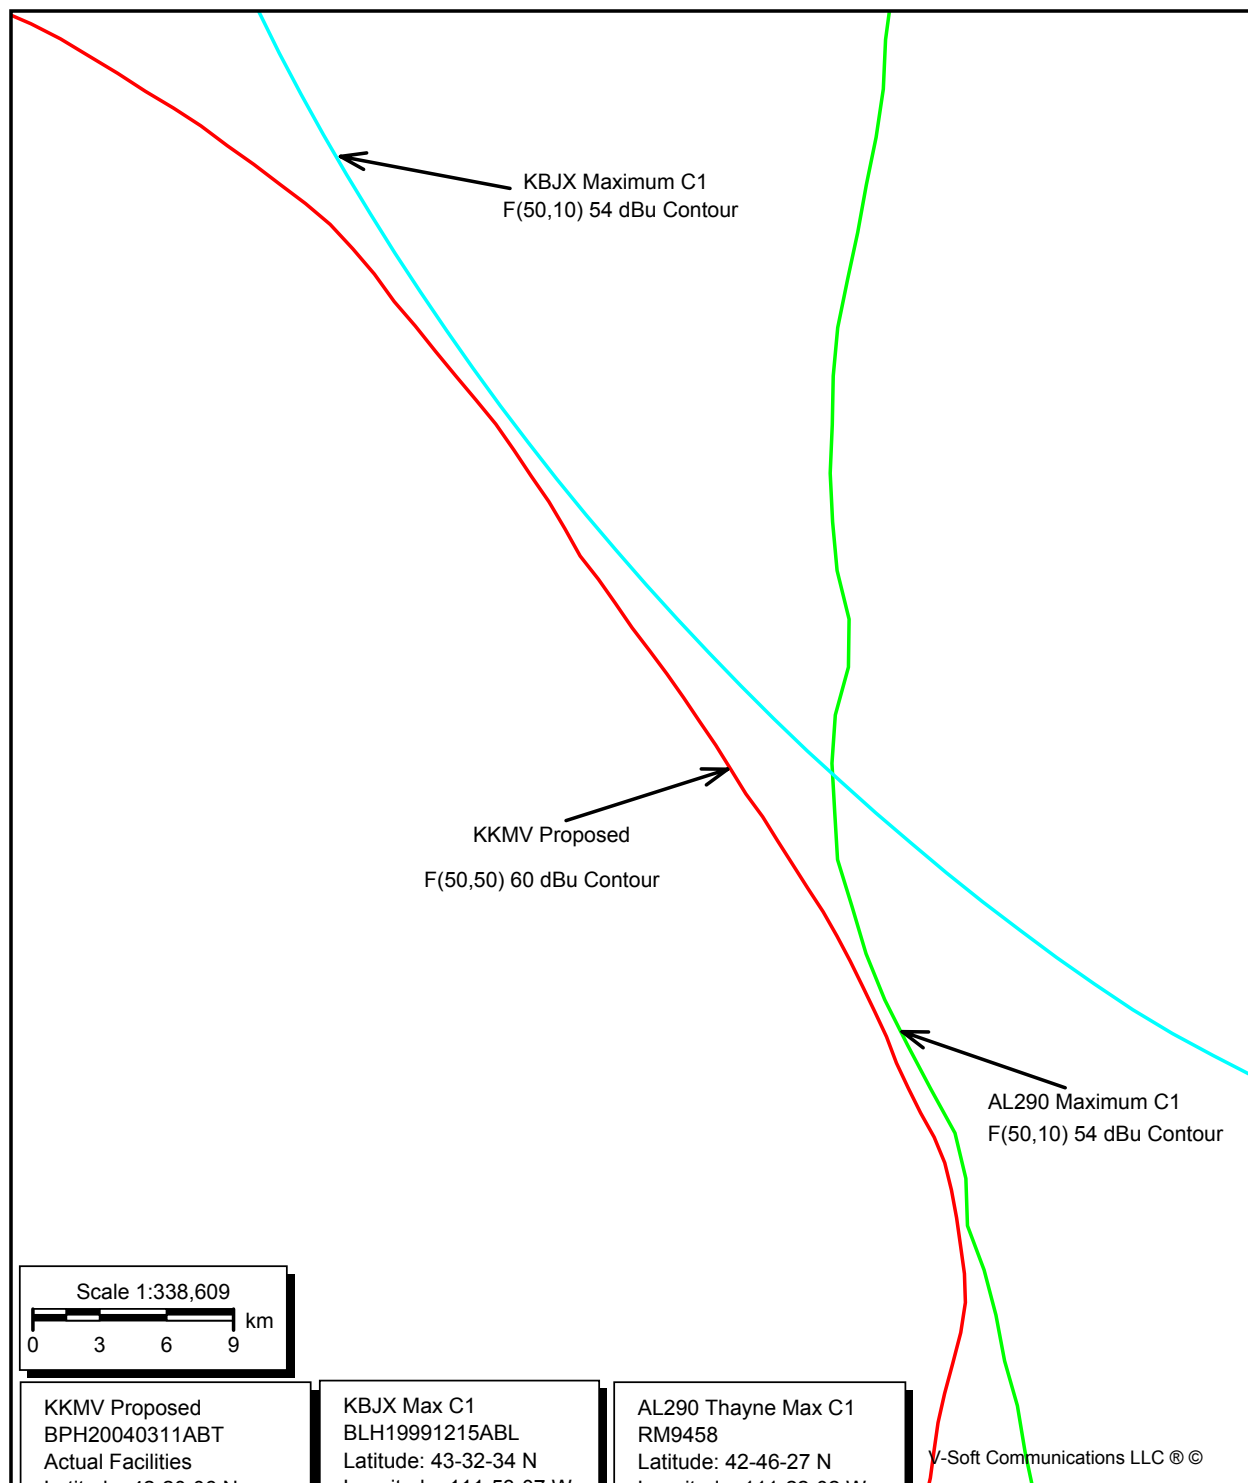 KBJX Maximum C1
F(50,10) 54 dBu Contour
KKMV Proposed
F(50,50) 60 dBu Contour
AL290 Maximum C1
F(50,10) 54 dBu Contour
Scale 1:338,609
km
0 3 6 9
KKMV Proposed
BPH20040311ABT
Actual Facilities
KBJX Max C1
BLH19991215ABL
Latitude: 43-32-34 N
AL290 Thayne Max C1
RM9458
Latitude: 42-46-27 N
V-Soft Communications LLC ® ©